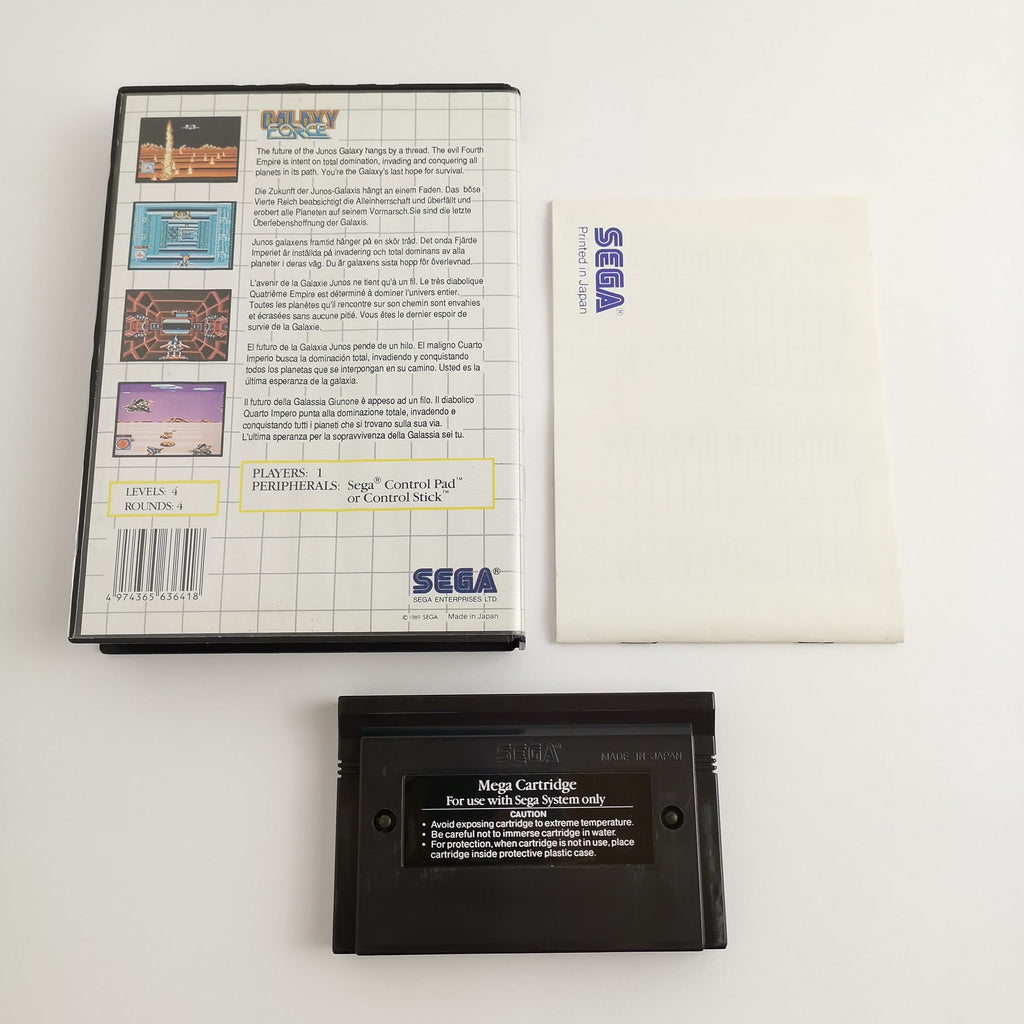 GALAXY
FORCE
The future of the Junos Galaxy hangs by a thread. The evil Fourth
Empire is intent on total domination, invading and conquering all
planets in its path. You're the Galaxy's last hope for survival.
Die Zukunft der Junos-Galaxis hängt an einem Faden. Das böse
Vierte Reich beabsichtigt die Alleinherrschaft und überfällt und
erobert alle Planeten auf seinem Vormarsch.Sie sind die letzte
Überlebenshoffnung der Galaxis.
Junos galaxens framtid hänger på en skör tråd. Det onda Fjärde
Imperiet är inställda på invadering och total dominans av alla
planeter i deras väg. Du är galaxens sista hopp för överlevnad.
L'avenir de la Galaxie Junos ne tient qu'à un fil. Le très diabolique
Quatrième Empire est déterminé à dominer l'univers entier.
Toutes les planètes qu'il rencontre sur son chemin sont envahies
et écrasées sans aucune pitié. Vous êtes le dernier espoir de
survie de la Galaxie.
El futuro de la Galaxia Junos pende de un hilo. El maligno Cuarto
Imperio busca la dominación total, invadiendo y conquistando
todos los planetas que se interpongan en su camino. Usted es la
última esperanza de la galaxia.
Il futuro della Galassia Giunone è appeso ad un filo. Il diabolico
Quarto Impero punta alla dominazione totale, invadendo e
conquistando tutti i pianeti che si trovano sulla sua via.
L'ultima speranza per la sopravvivenza della Galassia sei tu.
PLAYERS: 1
PERIPHERALS: Sega® Control Pad™
or Control Stick™
LEVELS: 4
ROUNDS: 4
4 974365 636418
SEGA®
SEGA ENTERPRISES LTD.
© 1989 SEGA Made in Japan
SEGA®
Printed in Japan
SEGA®
MADE IN JAPAN
Mega Cartridge
For use with Sega System only
CAUTION
• Avoid exposing cartridge to extreme temperature.
• Be careful not to immerse cartridge in water.
• For protection, when cartridge is not in use, place
cartridge inside protective plastic case.